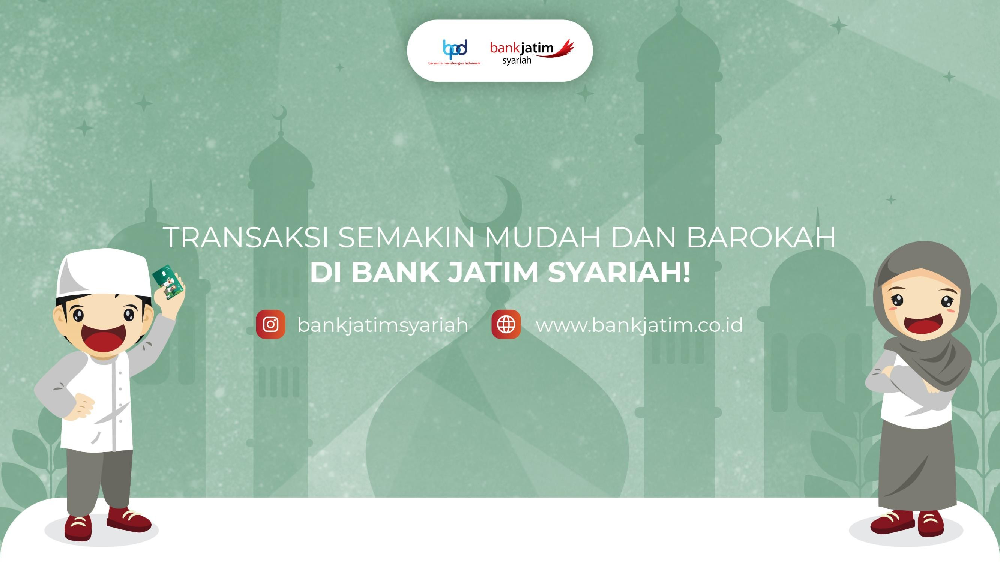 bpd
bersama membangun indonesia
bankjatim
syariah
TRANSAKSI SEMAKIN MUDAH DAN BAROKAH
DI BANK JATIM SYARIAH!
bankjatimsyariah
www.bankjatim.co.id